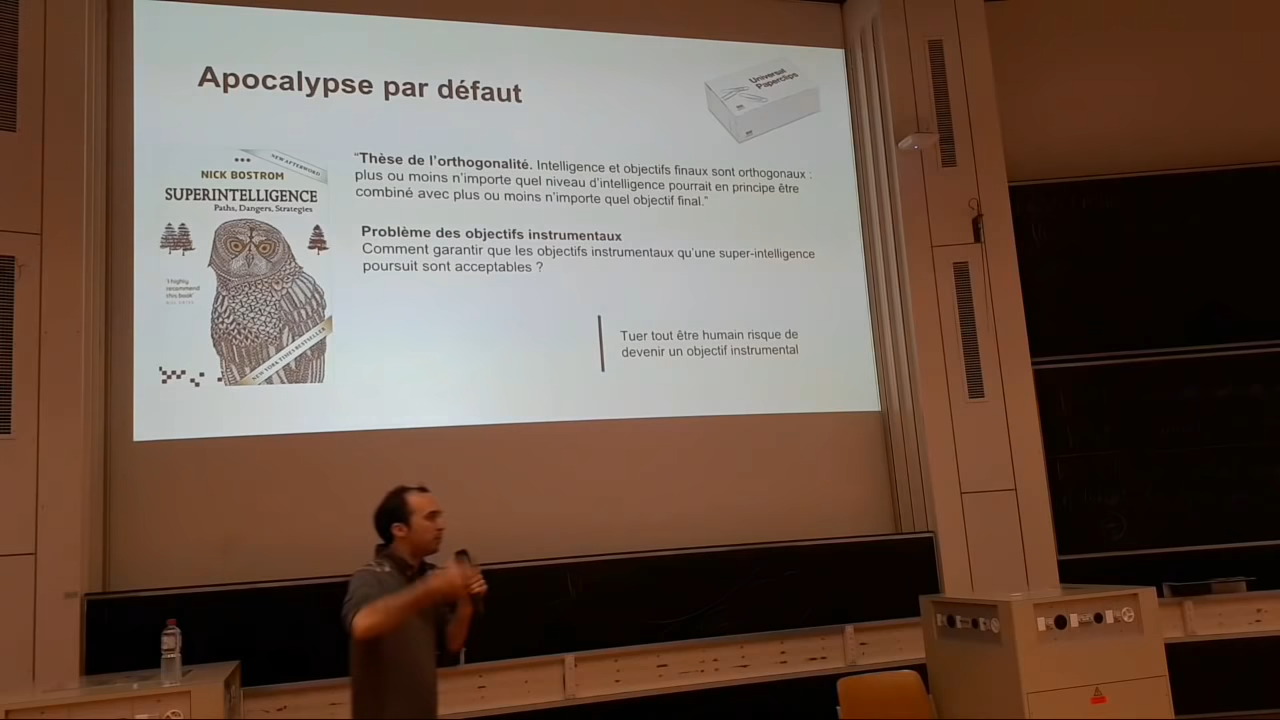 Apocalypse par défaut
Universal
Paperclips
NEW AFTERWORD
NICK BOSTROM
SUPERINTELLIGENCE
Paths, Dangers, Strategies
'I highly
recommend
this book'
BILL GATES
NEW YORK TIMES BESTSELLER
“Thèse de l’orthogonalité. Intelligence et objectifs finaux sont orthogonaux :
plus ou moins n’importe quel niveau d’intelligence pourrait en principe être
combiné avec plus ou moins n’importe quel objectif final.”
Problème des objectifs instrumentaux
Comment garantir que les objectifs instrumentaux qu’une super-intelligence
poursuit sont acceptables ?
Tuer tout être humain risque de
devenir un objectif instrumental